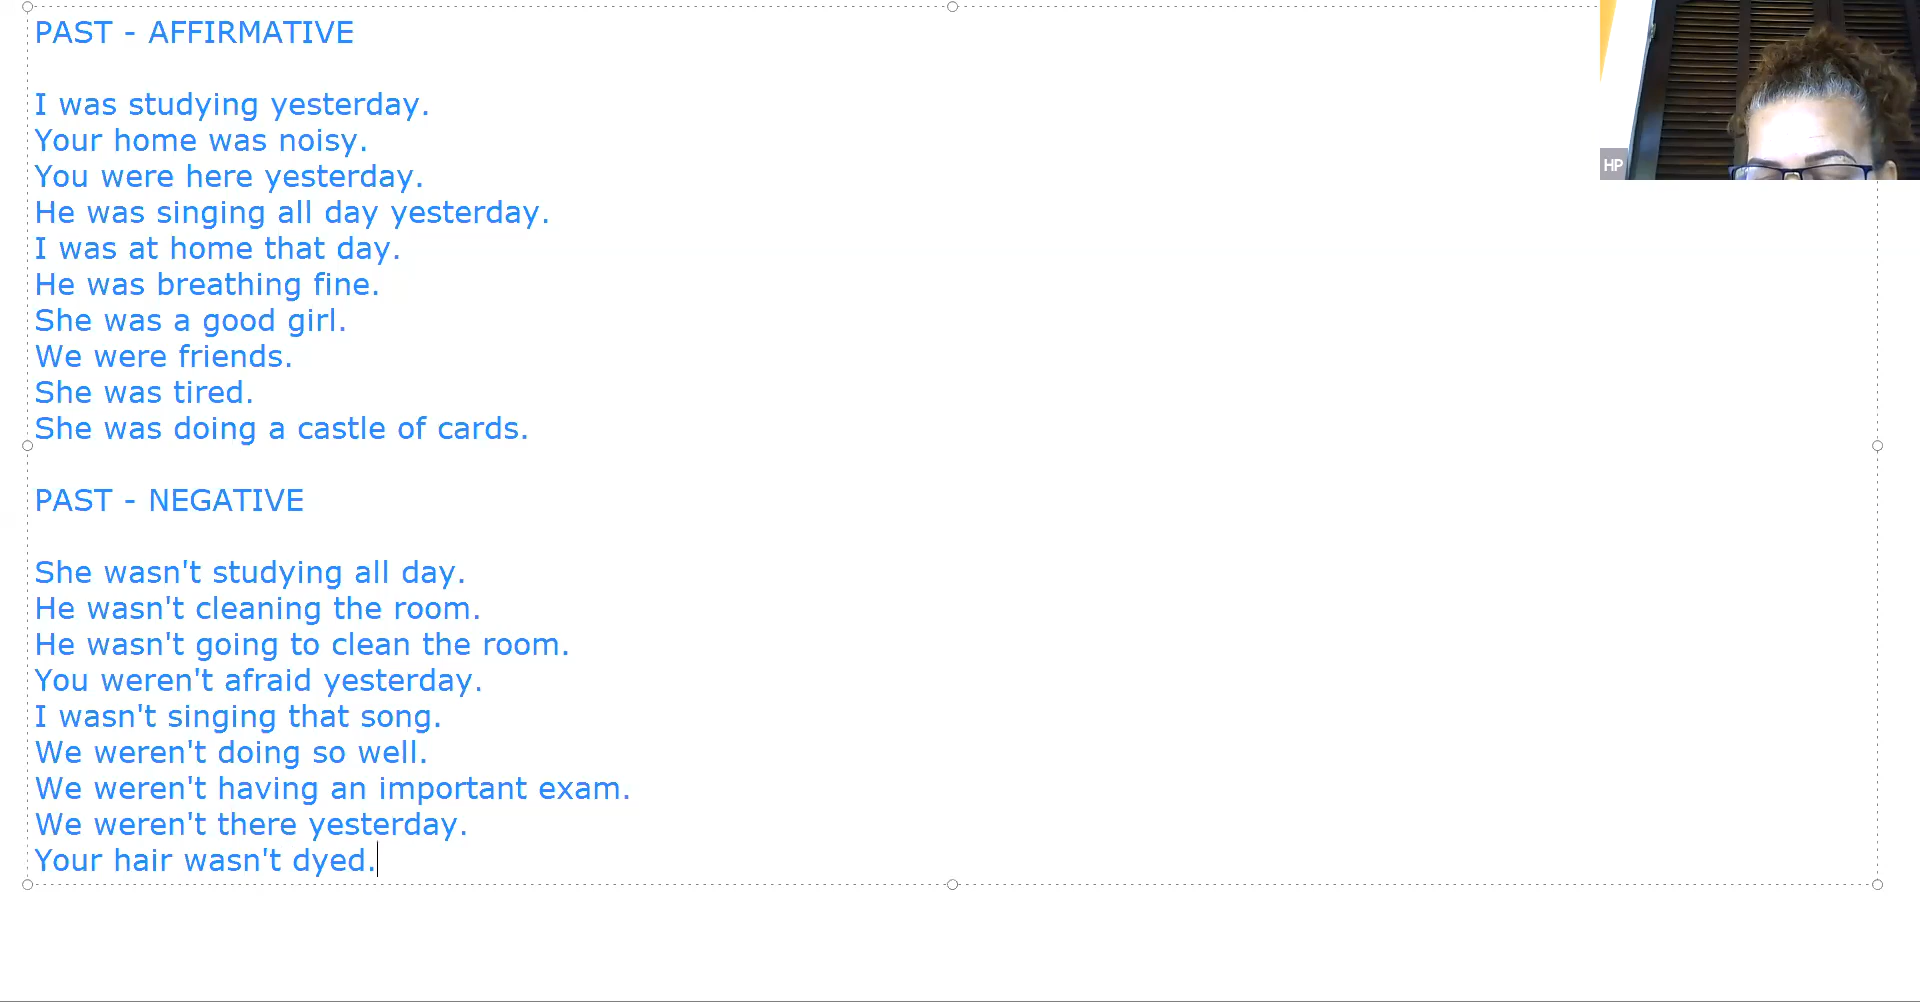 PAST - AFFIRMATIVE
I was studying yesterday.
Your home was noisy.
You were here yesterday.
He was singing all day yesterday.
I was at home that day.
He was breathing fine.
She was a good girl.
We were friends.
She was tired.
She was doing a castle of cards.
PAST - NEGATIVE
She wasn't studying all day.
He wasn't cleaning the room.
He wasn't going to clean the room.
You weren't afraid yesterday.
I wasn't singing that song.
We weren't doing so well.
We weren't having an important exam.
We weren't there yesterday.
Your hair wasn't dyed.
HP